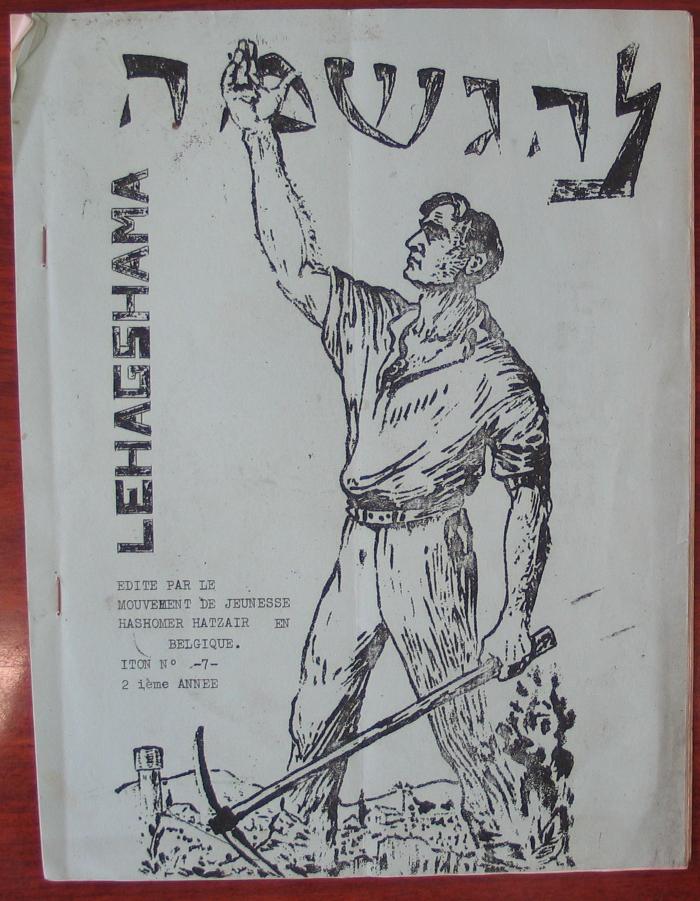 להגשמה
LEHAGSHAMA
EDITE PAR LE
MOUVEMENT DE JEUNESSE
HASHOMER HATZAIR EN
BELGIQUE.
ITON N° -7-
2 ième ANNEE